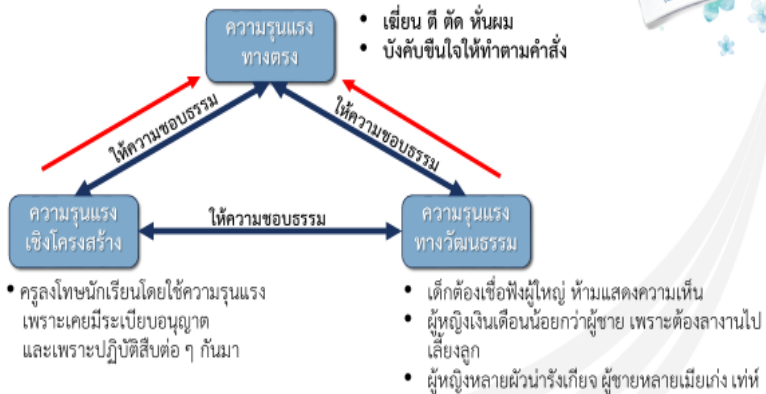 ความรุนแรง
ทางตรง
• เฆี่ยน ตี ตัด หั่นผม
• บังคับขืนใจให้ทำตามคำสั่ง
ให้ความชอบธรรม
ให้ความชอบธรรม
ความรุนแรง
เชิงโครงสร้าง
ให้ความชอบธรรม
ความรุนแรง
ทางวัฒนธรรม
• ครูลงโทษนักเรียนโดยใช้ความรุนแรง
เพราะเคยมีระเบียบอนุญาต
และเพราะปฏิบัติสืบต่อ ๆ กันมา
• เด็กต้องเชื่อฟังผู้ใหญ่ ห้ามแสดงความเห็น
• ผู้หญิงเงินเดือนน้อยกว่าผู้ชาย เพราะต้องลางานไป
เลี้ยงลูก
• ผู้หญิงหลายผัวน่ารังเกียจ ผู้ชายหลายเมียเก่ง เท่ห์